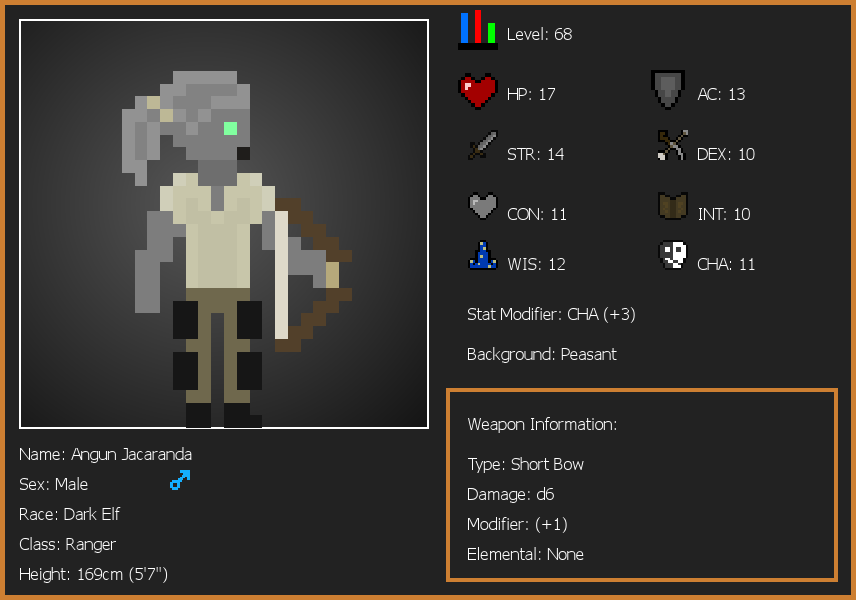 Level: 68
HP: 17
AC: 13
STR: 14
DEX: 10
CON: 11
INT: 10
WIS: 12
CHA: 11
Stat Modifier: CHA (+3)
Background: Peasant
Weapon Information:
Type: Short Bow
Damage: d6
Modifier: (+1)
Elemental: None
Name: Angun Jacaranda
Sex: Male
Race: Dark Elf
Class: Ranger
Height: 169cm (5'7")